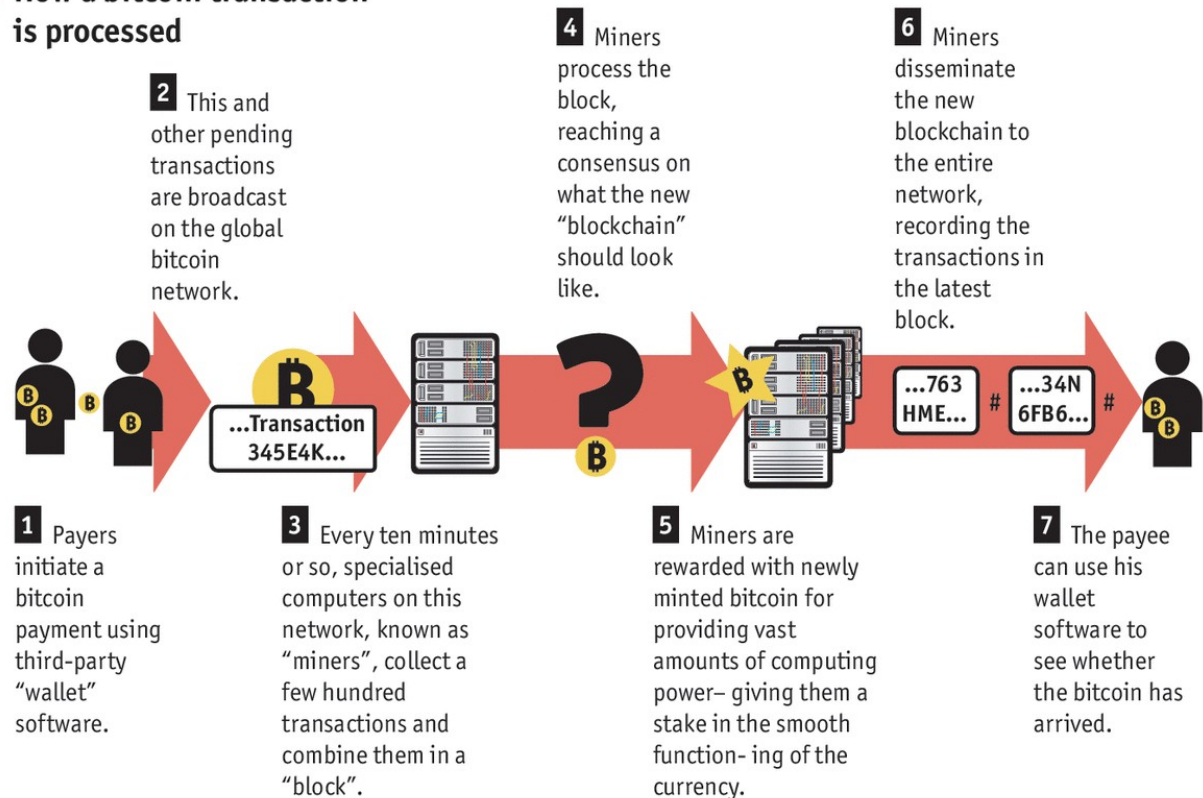 How a bitcoin transaction
is processed
1 Payers
initiate a
bitcoin
payment using
third-party
“wallet”
software.
2 This and
other pending
transactions
are broadcast
on the global
bitcoin
network.
3 Every ten minutes
or so, specialised
computers on this
network, known as
“miners”, collect a
few hundred
transactions and
combine them in a
“block”.
4 Miners
process the
block,
reaching a
consensus on
what the new
“blockchain”
should look
like.
5 Miners are
rewarded with newly
minted bitcoin for
providing vast
amounts of computing
power– giving them a
stake in the smooth
function- ing of the
currency.
6 Miners
disseminate
the new
blockchain to
the entire
network,
recording the
transactions in
the latest
block.
7 The payee
can use his
wallet
software to
see whether
the bitcoin has
arrived.
B
B
B
B
B
...Transaction
345E4K...
?
B
B
...763
HME...
#
...34N
6FB6...
#
B
B